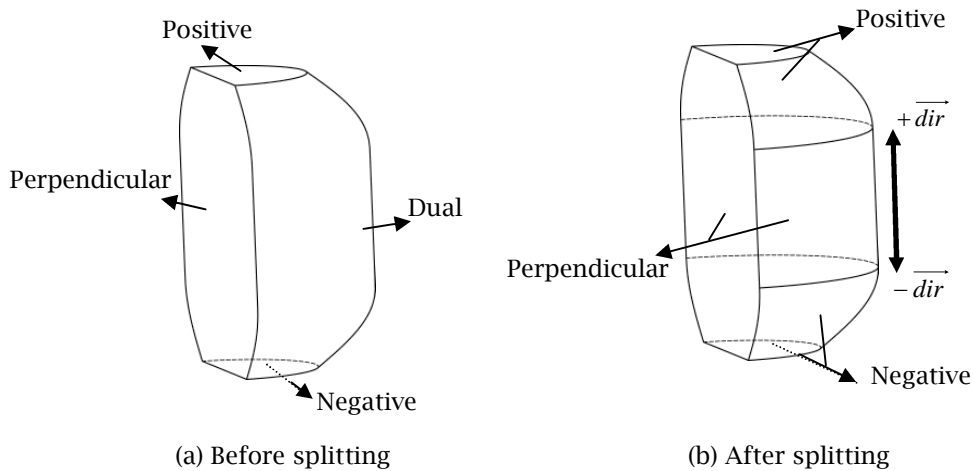 Positive
Perpendicular
Dual
Negative
(a) Before splitting
Positive
+ dir
Perpendicular
− dir
Negative
(b) After splitting